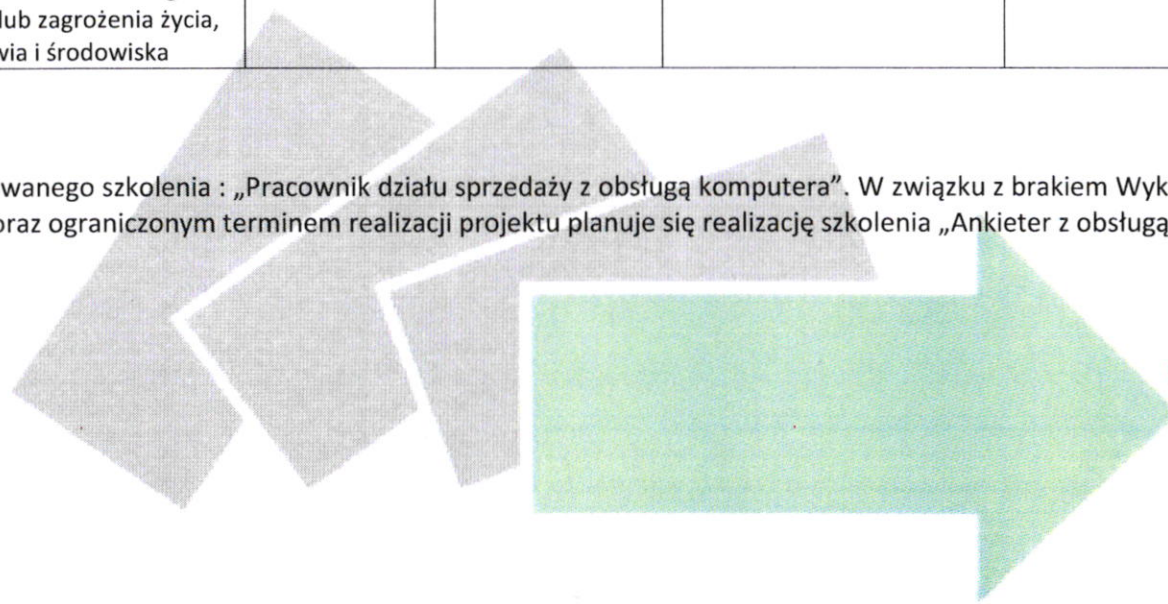 lub zagrożenia życia,
wia i środowiska
wanego szkolenia : „Pracownik działu sprzedaży z obsługą komputera”. W związku z brakiem Wyk
oraz ograniczonym terminem realizacji projektu planuje się realizację szkolenia „Ankieter z obsługą